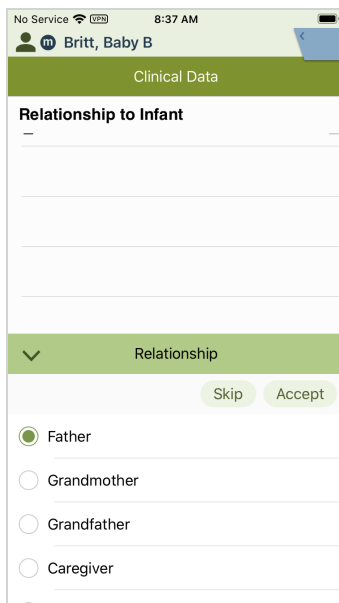 No Service VPN 8:37 AM
m Britt, Baby B
Clinical Data
Relationship to Infant
–
Relationship
Skip Accept
Father
Grandmother
Grandfather
Caregiver